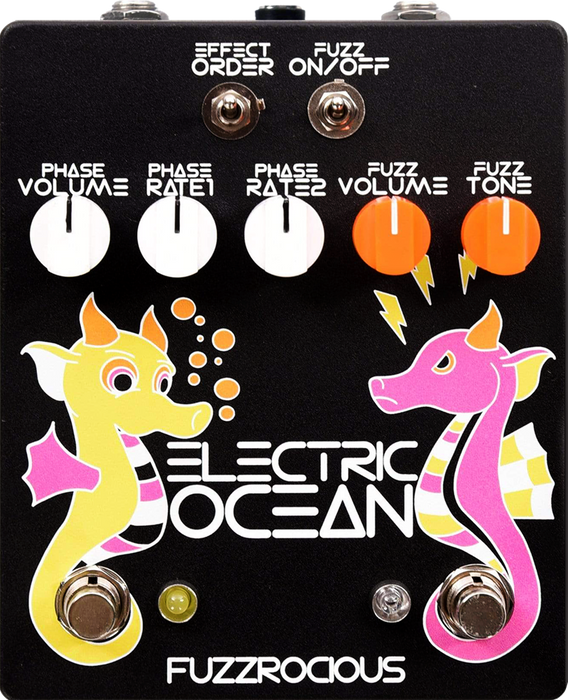 EFFECT
ORDER
FUZZ
ON/OFF
PHASE
VOLUME
PHASE
RATE1
PHASE
RATE2
FUZZ
VOLUME
FUZZ
TONE
ELECTRIC
OCEAN
FUZZROCIOUS